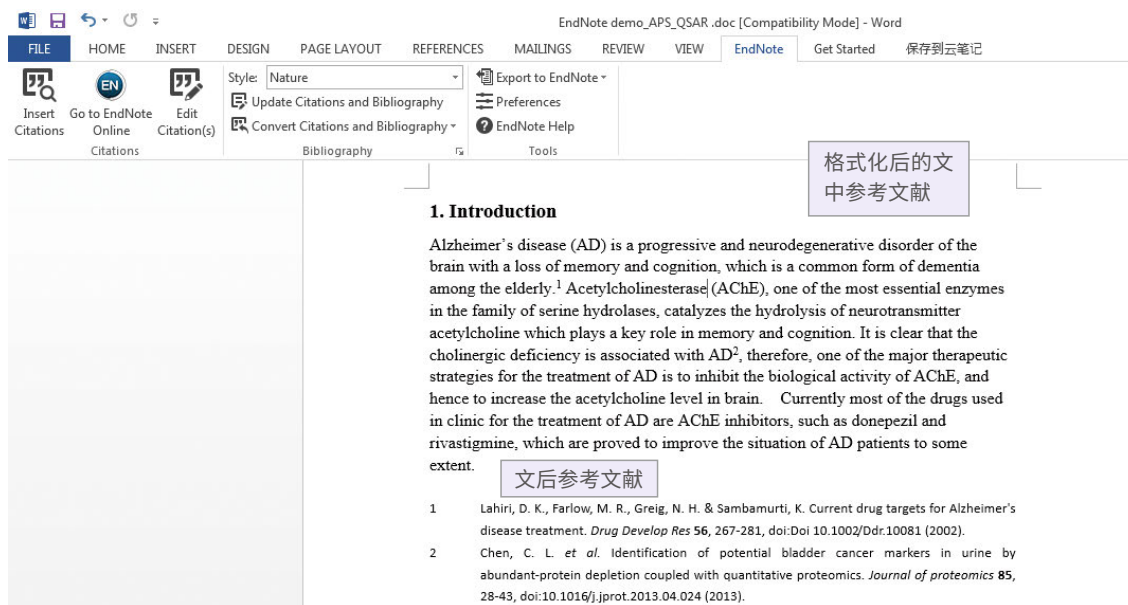 EndNote demo_APS_QSAR .doc [Compatibility Mode] - Word
FILE HOME INSERT DESIGN PAGE LAYOUT REFERENCES MAILINGS REVIEW VIEW EndNote Get Started 保存到云笔记
Style: Nature Export to EndNote
EN
Insert Citations Go to EndNote Online Edit Citation(s)
Update Citations and Bibliography Preferences
Convert Citations and Bibliography EndNote Help
Citations Bibliography Tools
格式化后的文
中参考文献
1. Introduction
Alzheimer's disease (AD) is a progressive and neurodegenerative disorder of the
brain with a loss of memory and cognition, which is a common form of dementia
among the elderly.¹ Acetylcholinesterase (AChE), one of the most essential enzymes
in the family of serine hydrolases, catalyzes the hydrolysis of neurotransmitter
acetylcholine which plays a key role in memory and cognition. It is clear that the
cholinergic deficiency is associated with AD², therefore, one of the major therapeutic
strategies for the treatment of AD is to inhibit the biological activity of AChE, and
hence to increase the acetylcholine level in brain. Currently most of the drugs used
in clinic for the treatment of AD are AChE inhibitors, such as donepezil and
rivastigmine, which are proved to improve the situation of AD patients to some
extent.
文后参考文献
1 Lahiri, D. K., Farlow, M. R., Greig, N. H. & Sambamurti, K. Current drug targets for Alzheimer's
disease treatment. Drug Develop Res 56, 267-281, doi:Doi 10.1002/Ddr.10081 (2002).
2 Chen, C. L. et al. Identification of potential bladder cancer markers in urine by
abundant-protein depletion coupled with quantitative proteomics. Journal of proteomics 85,
28-43, doi:10.1016/j.jprot.2013.04.024 (2013).